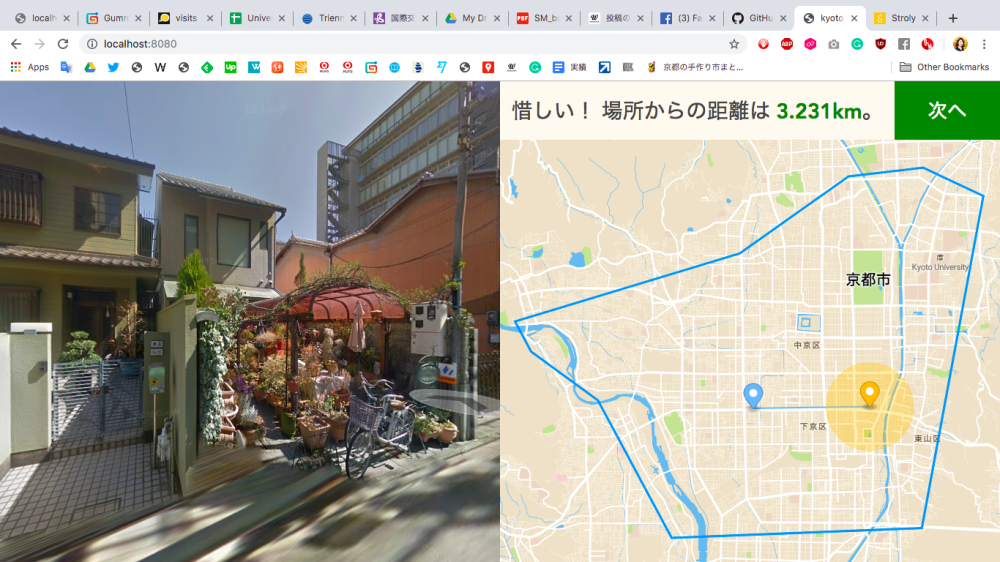 localh
Gumm
visits
Unive
Trienn
国際交
My Dr
SM_bo
投稿の
(3) Fa
GitHu
kyoto
Stroly
localhost:8080
Apps
実績
京都の手作り市まと...
Other Bookmarks
惜しい！ 場所からの距離は 3.231km。
次へ
Kyoto University
京都市
中京区
下京区
東山区